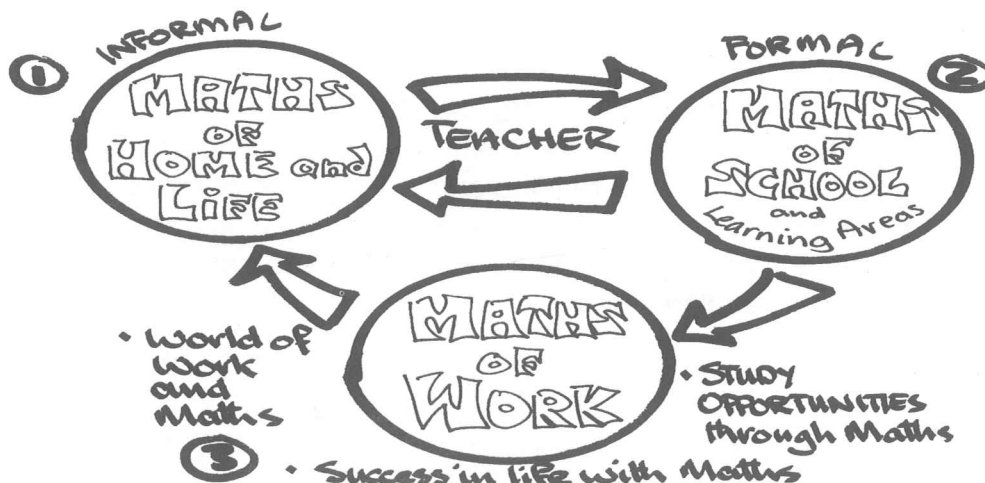 1
INFORMAL
MATHS
OF
HOME and
LIFE
TEACHER
FORMAL
2
MATHS
OF
SCHOOL
and
Learning Areas
MATHS
OF
WORK
• World of
Work
and
Maths
• STUDY
OPPORTUNITIES
through Maths
3
• Success in life with Maths